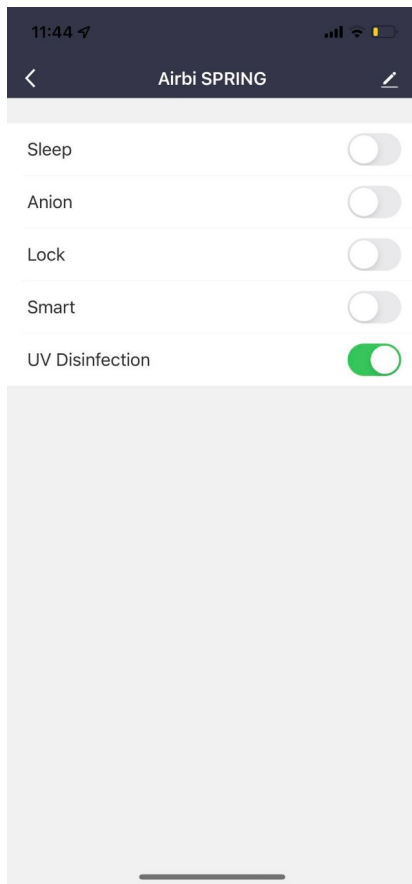 11:44
Airbi SPRING
Sleep
Anion
Lock
Smart
UV Disinfection